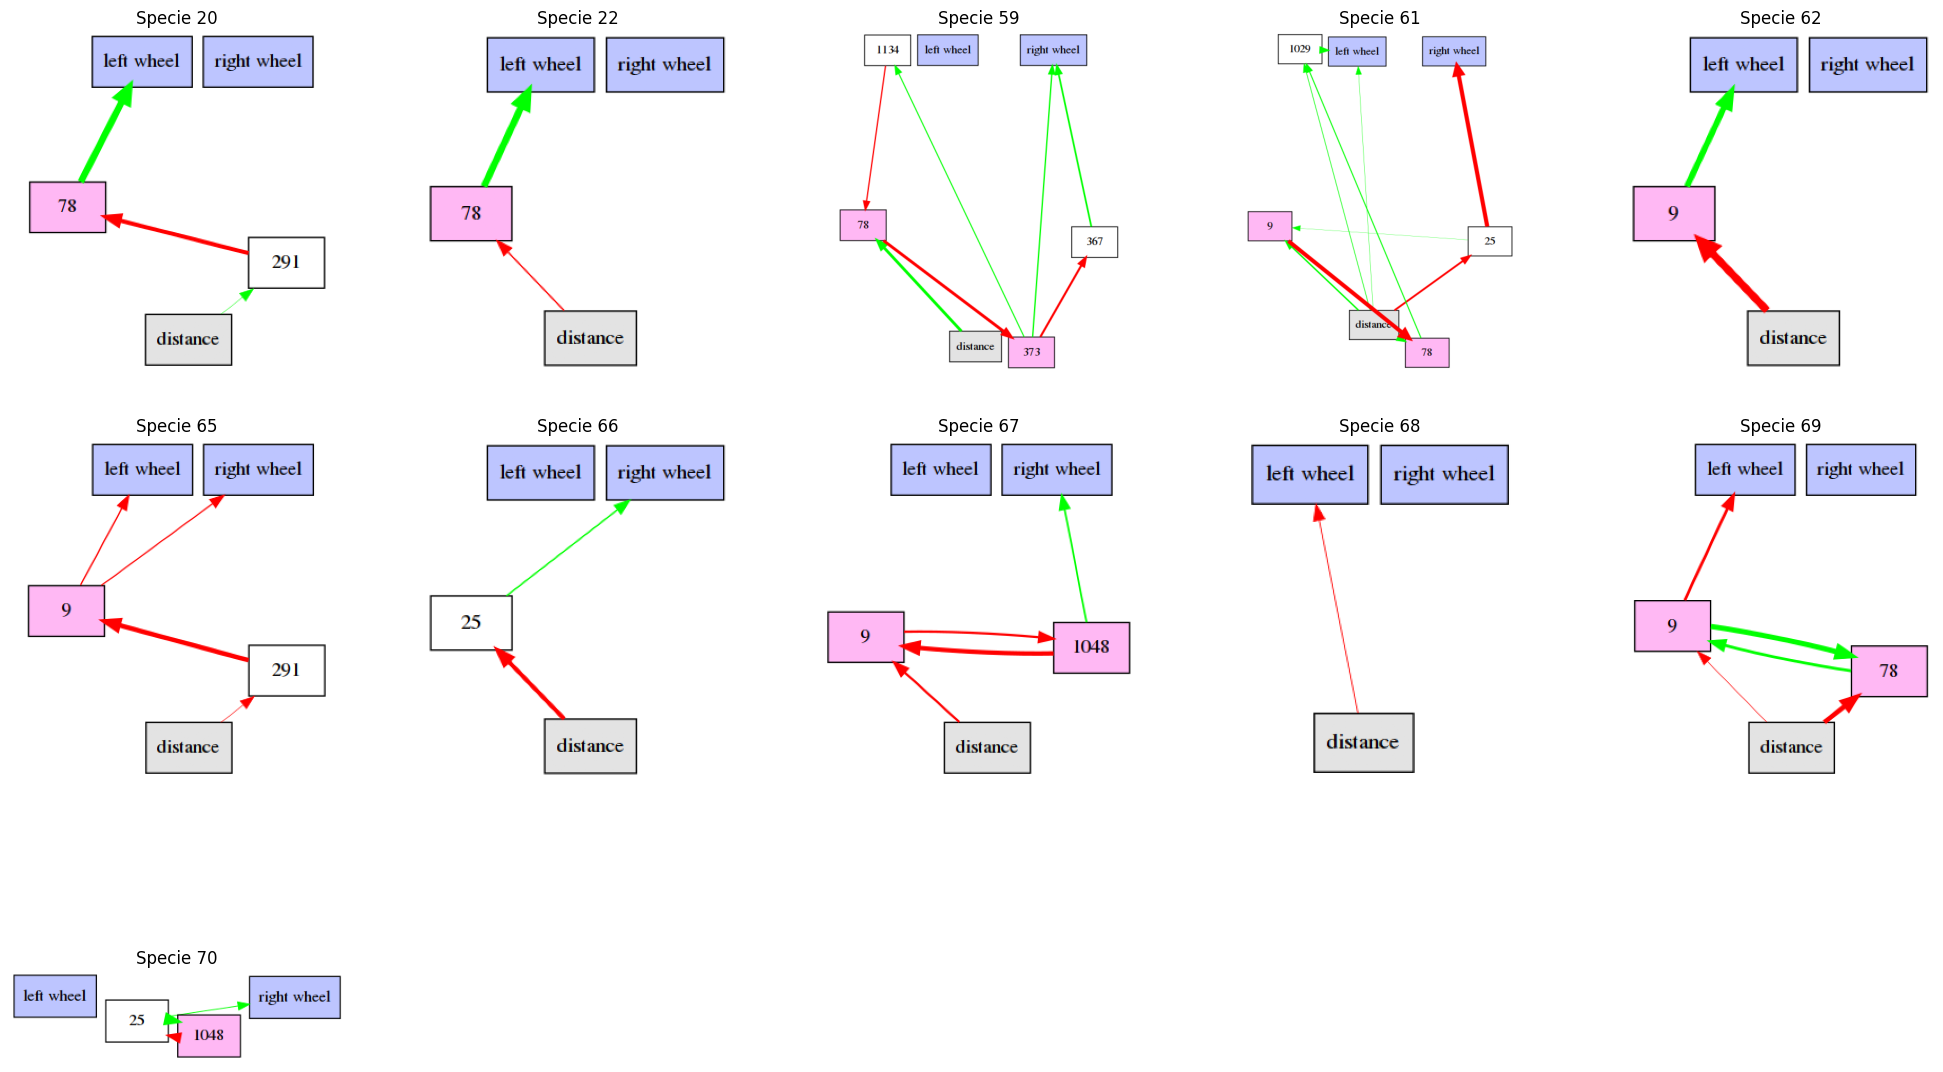 Specie 20
left wheel
right wheel
78
291
distance
Specie 22
left wheel
right wheel
78
distance
Specie 59
1134
left wheel
right wheel
78
367
distance
373
Specie 61
1029
left wheel
right wheel
9
25
distance
78
Specie 62
left wheel
right wheel
9
distance
Specie 65
left wheel
right wheel
9
291
distance
Specie 66
left wheel
right wheel
25
distance
Specie 67
left wheel
right wheel
9
1048
distance
Specie 68
left wheel
right wheel
distance
Specie 69
left wheel
right wheel
9
78
distance
Specie 70
left wheel
right wheel
25
1048